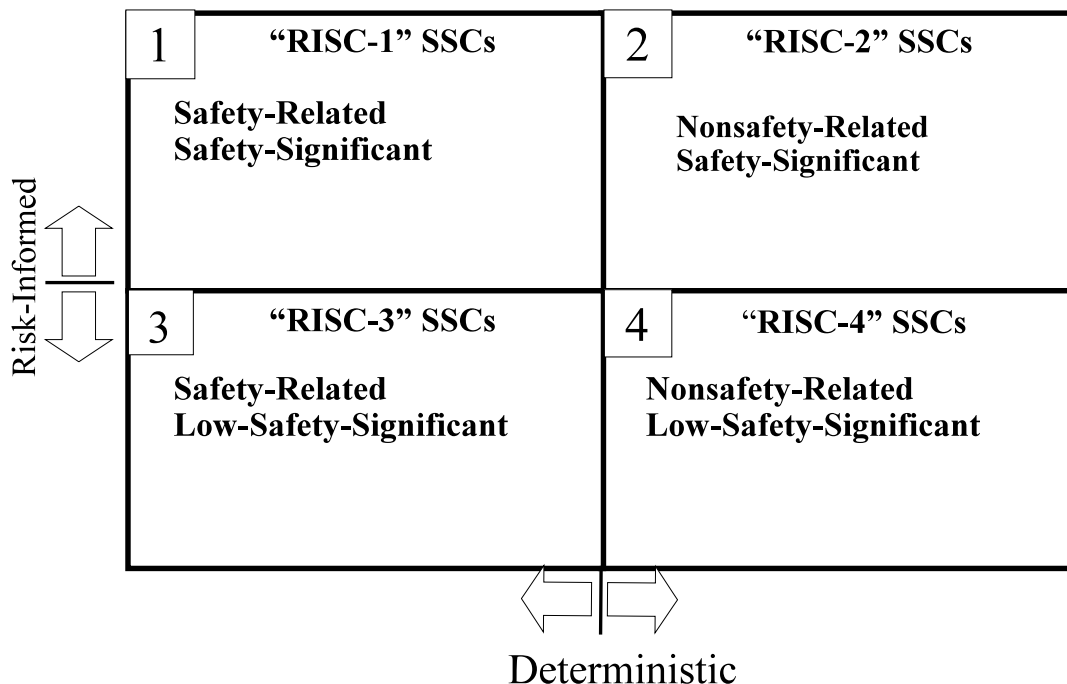 1
“RISC-1” SSCs
Safety-Related
Safety-Significant
2
“RISC-2” SSCs
Nonsafety-Related
Safety-Significant
Risk-Informed
3
“RISC-3” SSCs
Safety-Related
Low-Safety-Significant
4
“RISC-4” SSCs
Nonsafety-Related
Low-Safety-Significant
Deterministic